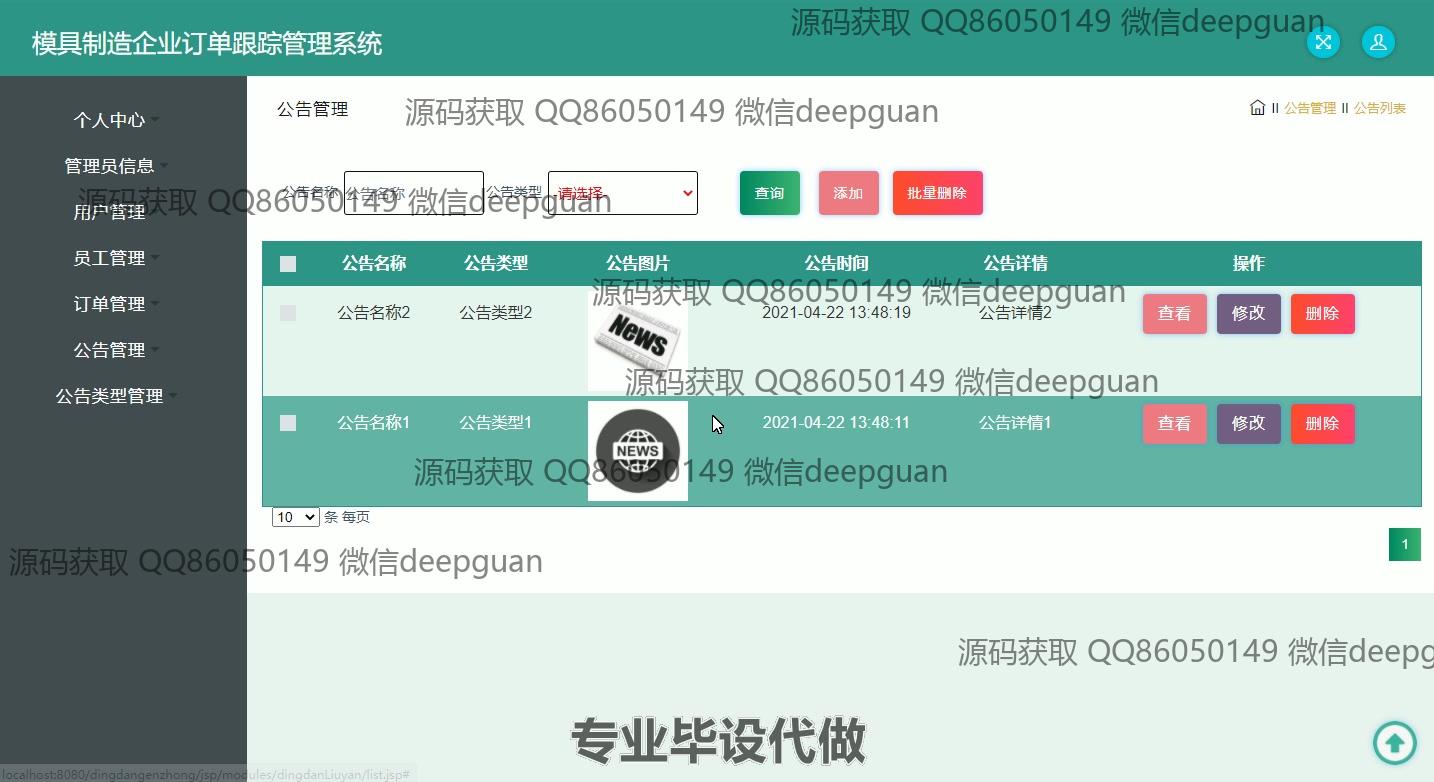 源码获取 QQ86050149 微信deepguan
模具制造企业订单跟踪管理系统
个人中心
管理员信息
用户管理
员工管理
订单管理
公告管理
公告类型管理
公告管理
源码获取 QQ86050149 微信deepguan
II 公告管理 II 公告列表
公告名称 公告名称 公告类型 -请选择- 查询 添加 批量删除
源码获取 QQ86050149 微信deepguan
公告名称 公告类型 公告图片 公告时间 公告详情 操作
源码获取 QQ86050149 微信deepguan
公告名称2 公告类型2 News 2021-04-22 13:48:19 公告详情2 查看 修改 删除
源码获取 QQ86050149 微信deepguan
公告名称1 公告类型1 NEWS 2021-04-22 13:48:11 公告详情1 查看 修改 删除
源码获取 QQ86050149 微信deepguan
10 条 每页
1
源码获取 QQ86050149 微信deepguan
源码获取 QQ86050149 微信deepg
专业毕设代做
localhost:8080/dingdangenzhong/jsp/modules/dingdanLiuyan/list.jsp#